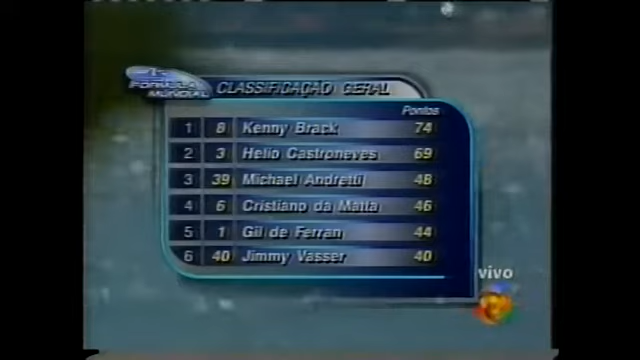 FÓRMULA
MUNDIAL
CLASSIFICAÇÃO GERAL
Pontos
1 8 Kenny Brack 74
2 3 Helio Castroneves 69
3 39 Michael Andretti 48
4 6 Cristiano da Matta 46
5 1 Gil de Ferran 44
6 40 Jimmy Vasser 40
vivo